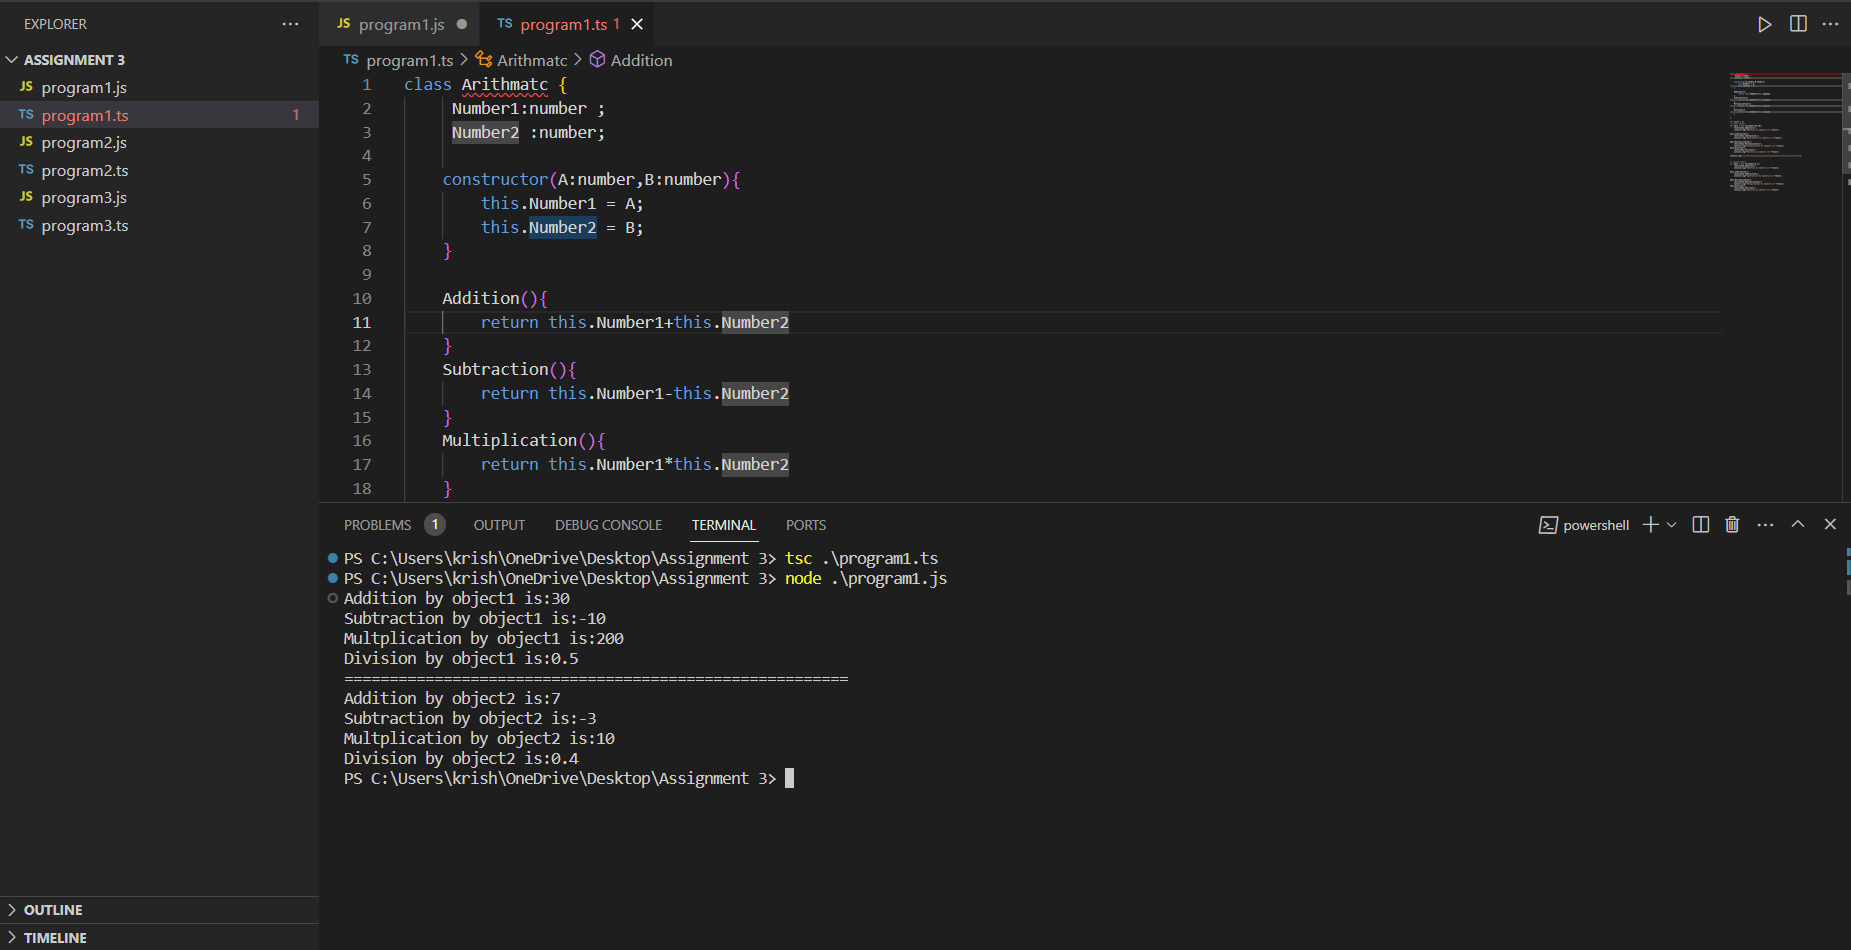 EXPLORER
ASSIGNMENT 3
JS program1.js
TS program1.ts 1
JS program2.js
TS program2.ts
JS program3.js
TS program3.ts
OUTLINE
TIMELINE
JS program1.js
TS program1.ts 1
TS program1.ts > Arithmatc > Addition
1 class Arithmatc {
2 Number1:number ;
3 Number2 :number;
4
5 constructor(A:number,B:number){
6 this.Number1 = A;
7 this.Number2 = B;
8 }
9
10 Addition(){
11 return this.Number1+this.Number2
12 }
13 Subtraction(){
14 return this.Number1-this.Number2
15 }
16 Multiplication(){
17 return this.Number1*this.Number2
18 }
PROBLEMS 1 OUTPUT DEBUG CONSOLE TERMINAL PORTS powershell
PS C:\Users\krish\OneDrive\Desktop\Assignment 3> tsc .\program1.ts
PS C:\Users\krish\OneDrive\Desktop\Assignment 3> node .\program1.js
Addition by object1 is:30
Subtraction by object1 is:-10
Multplication by object1 is:200
Division by object1 is:0.5
========================================================
Addition by object2 is:7
Subtraction by object2 is:-3
Multplication by object2 is:10
Division by object2 is:0.4
PS C:\Users\krish\OneDrive\Desktop\Assignment 3>